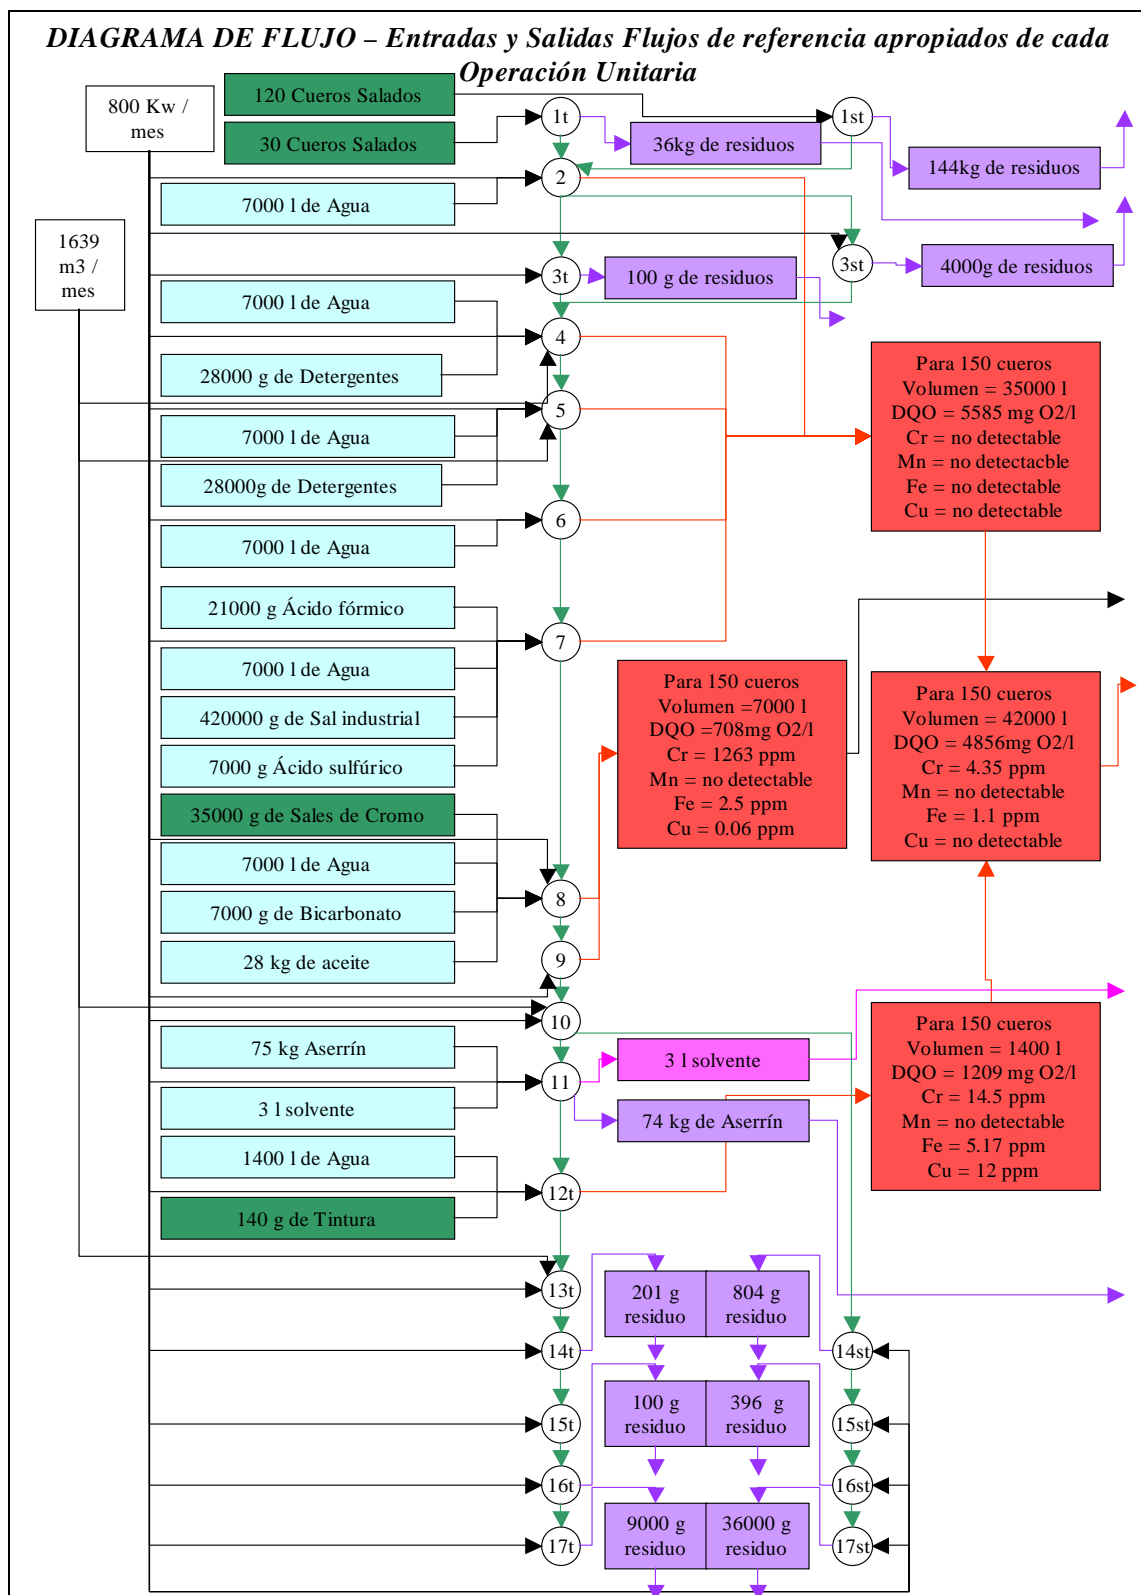 DIAGRAMA DE FLUJO – Entradas y Salidas Flujos de referencia apropiados de cada
Operación Unitaria
800 Kw /
mes
120 Cueros Salados
30 Cueros Salados
1t
1st
36kg de residuos
144kg de residuos
2
7000 l de Agua
1639
m3 /
mes
3t
3st
100 g de residuos
4000g de residuos
7000 l de Agua
4
28000 g de Detergentes
5
7000 l de Agua
28000g de Detergentes
6
7000 l de Agua
Para 150 cueros
Volumen = 35000 l
DQO = 5585 mg O2/l
Cr = no detectable
Mn = no detectacble
Fe = no detectable
Cu = no detectable
21000 g Ácido fórmico
7
7000 l de Agua
420000 g de Sal industrial
7000 g Ácido sulfúrico
Para 150 cueros
Volumen =7000 l
DQO =708mg O2/l
Cr = 1263 ppm
Mn = no detectable
Fe = 2.5 ppm
Cu = 0.06 ppm
Para 150 cueros
Volumen = 42000 l
DQO = 4856mg O2/l
Cr = 4.35 ppm
Mn = no detectable
Fe = 1.1 ppm
Cu = no detectable
35000 g de Sales de Cromo
7000 l de Agua
8
7000 g de Bicarbonato
28 kg de aceite
9
10
75 kg Aserrín
11
3 l solvente
3 l solvente
74 kg de Aserrín
Para 150 cueros
Volumen = 1400 l
DQO = 1209 mg O2/l
Cr = 14.5 ppm
Mn = no detectable
Fe = 5.17 ppm
Cu = 12 ppm
1400 l de Agua
12t
140 g de Tintura
13t
201 g
residuo
804 g
residuo
14t
14st
100 g
residuo
396 g
residuo
15t
15st
16t
16st
9000 g
residuo
36000 g
residuo
17t
17st